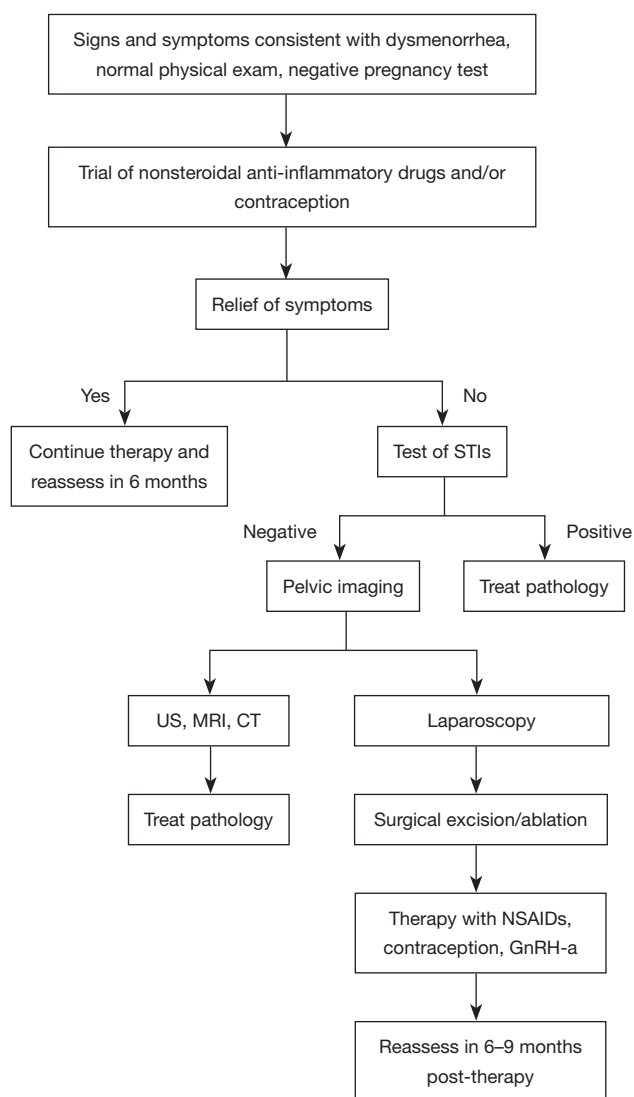 Signs and symptoms consistent with dysmenorrhea,
normal physical exam, negative pregnancy test
Trial of nonsteroidal anti-inflammatory drugs and/or
contraception
Relief of symptoms
Yes
No
Continue therapy and
reassess in 6 months
Test of STIs
Negative
Positive
Pelvic imaging
Treat pathology
US, MRI, CT
Laparoscopy
Treat pathology
Surgical excision/ablation
Therapy with NSAIDs,
contraception, GnRH-a
Reassess in 6–9 months
post-therapy